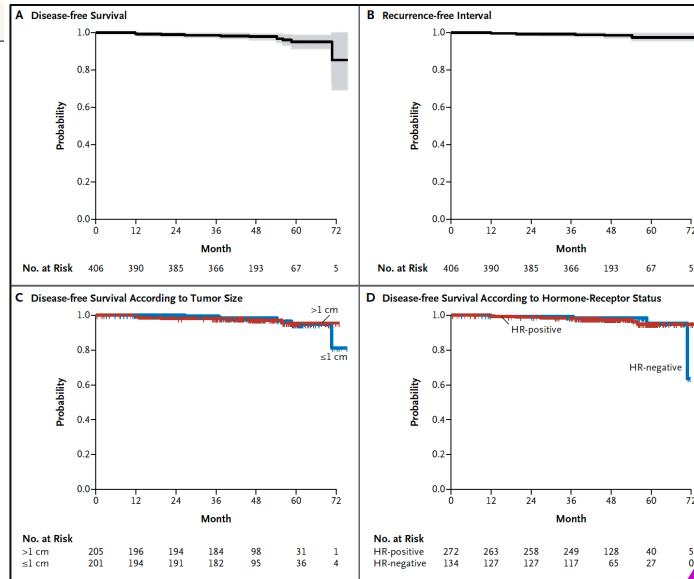 A Disease-free Survival
1.0
0.8
0.6
0.4
0.2
0.0
Probability
0 12 24 36 48 60 72
Month
No. at Risk 406 390 385 366 193 67 5
B Recurrence-free Interval
1.0
0.8
0.6
0.4
0.2
0.0
Probability
0 12 24 36 48 60 72
Month
No. at Risk 406 390 385 366 193 67 5
C Disease-free Survival According to Tumor Size
1.0
0.8
0.6
0.4
0.2
0.0
Probability
>1 cm
≤1 cm
0 12 24 36 48 60 72
Month
No. at Risk
>1 cm 205 196 194 184 98 31 1
≤1 cm 201 194 191 182 95 36 4
D Disease-free Survival According to Hormone-Receptor Status
1.0
0.8
0.6
0.4
0.2
0.0
Probability
HR-positive
HR-negative
0 12 24 36 48 60 72
Month
No. at Risk
HR-positive 272 263 258 249 128 40 5
HR-negative 134 127 127 117 65 27 0